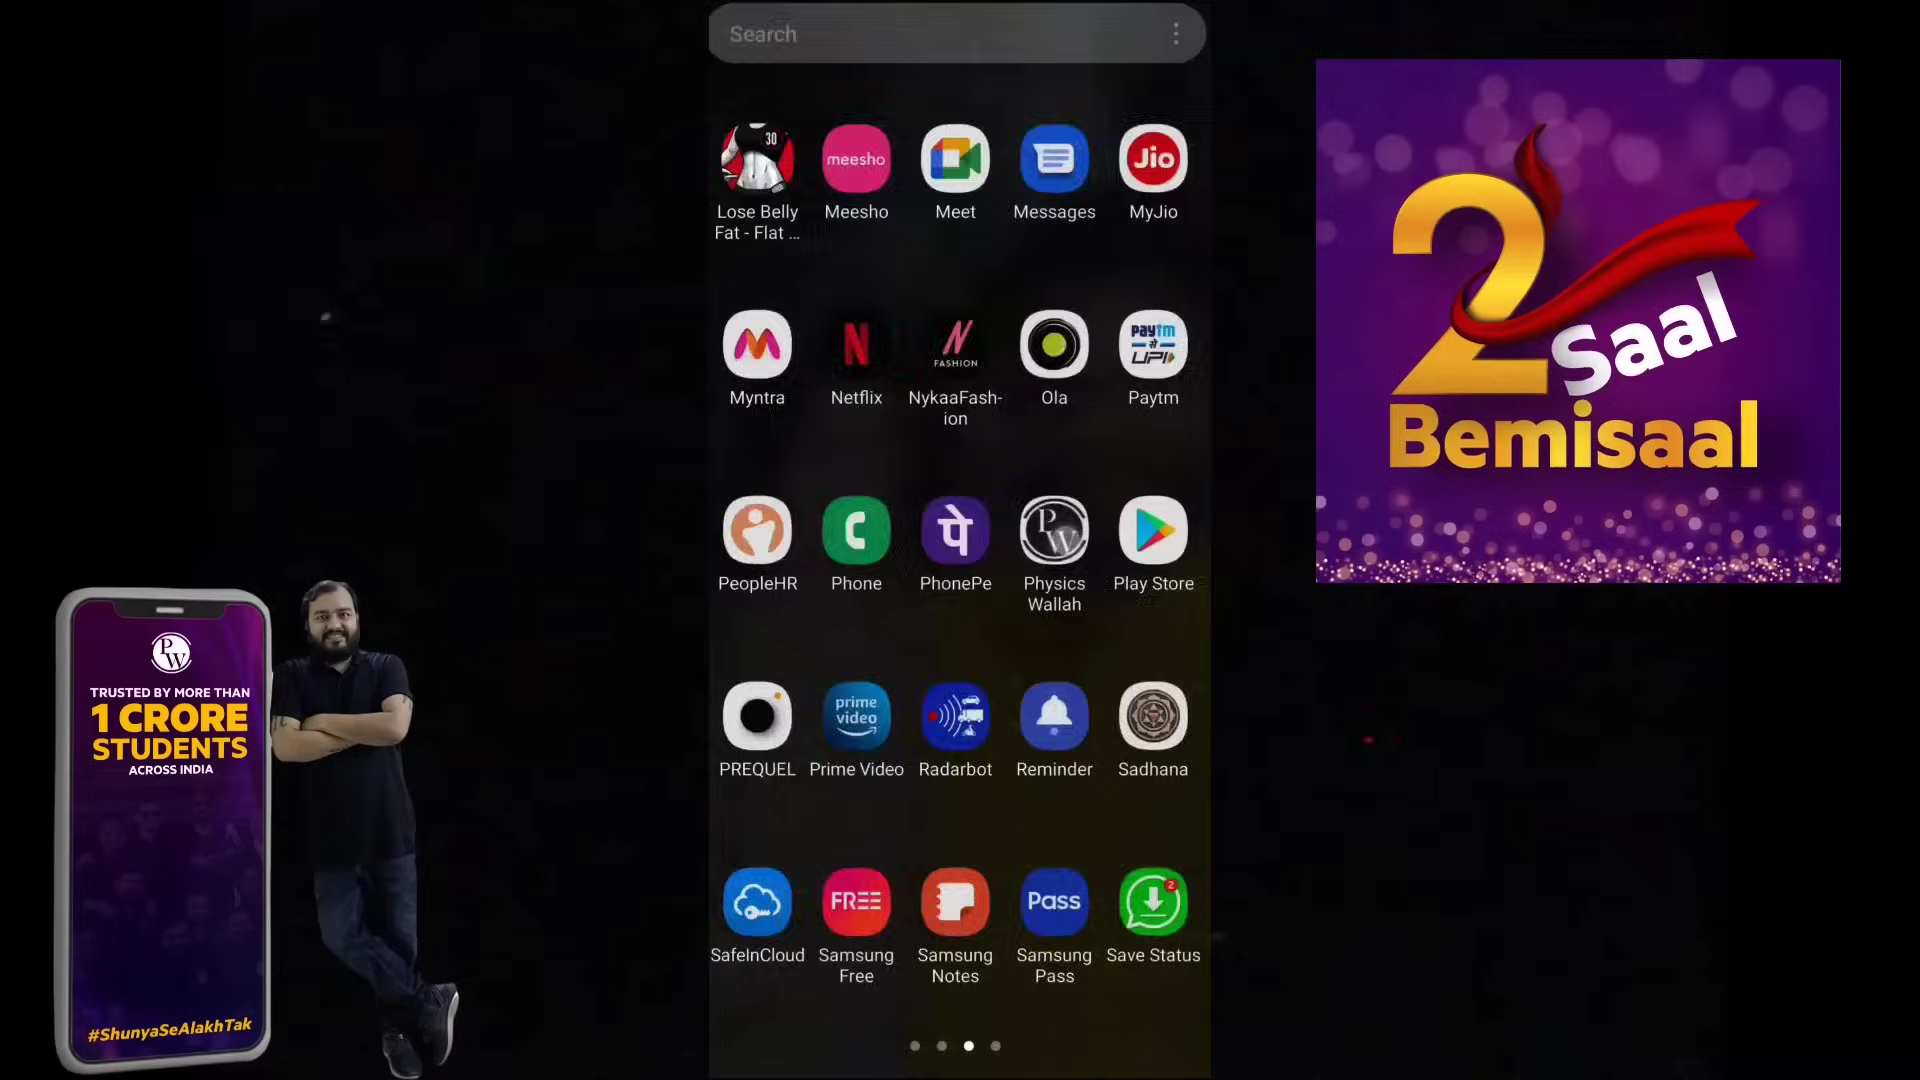 Search
30
meesho
Jio
Lose Belly
Fat - Flat ...
Meesho
Meet
Messages
MyJio
N
N
FASHION
paytm
से
UPI
Myntra
Netflix
NykaaFash-
ion
Ola
Paytm
पे
PW
PeopleHR
Phone
PhonePe
Physics
Wallah
Play Store
prime
video
PREQUEL
Prime Video
Radarbot
Reminder
Sadhana
FREE
Pass
2
SafeInCloud
Samsung
Free
Samsung
Notes
Samsung
Pass
Save Status
2
Saal
Bemisaal
PW
TRUSTED BY MORE THAN
1 CRORE
STUDENTS
ACROSS INDIA
#ShunyaSeAlakhTak